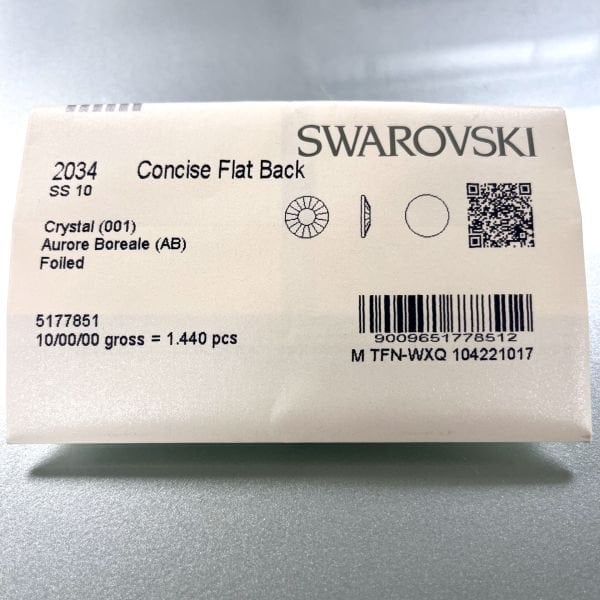 SWAROVSKI
2034 Concise Flat Back
SS 10
Crystal (001)
Aurore Boreale (AB)
Foiled
5177851
10/00/00 gross = 1.440 pcs
9009651778512
M TFN-WXQ 104221017